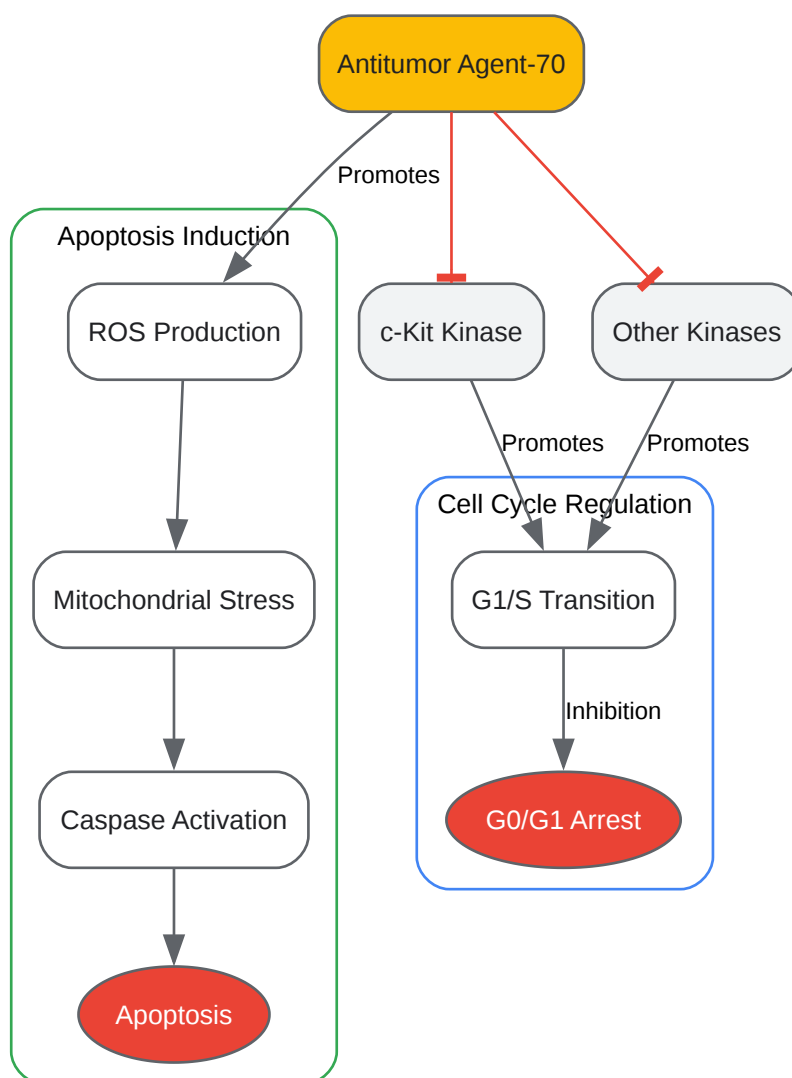 Antitumor Agent-70
Promotes
Apoptosis Induction
ROS Production
c-Kit Kinase
Other Kinases
Promotes
Promotes
Cell Cycle Regulation
Mitochondrial Stress
G1/S Transition
Inhibition
Caspase Activation
G0/G1 Arrest
Apoptosis